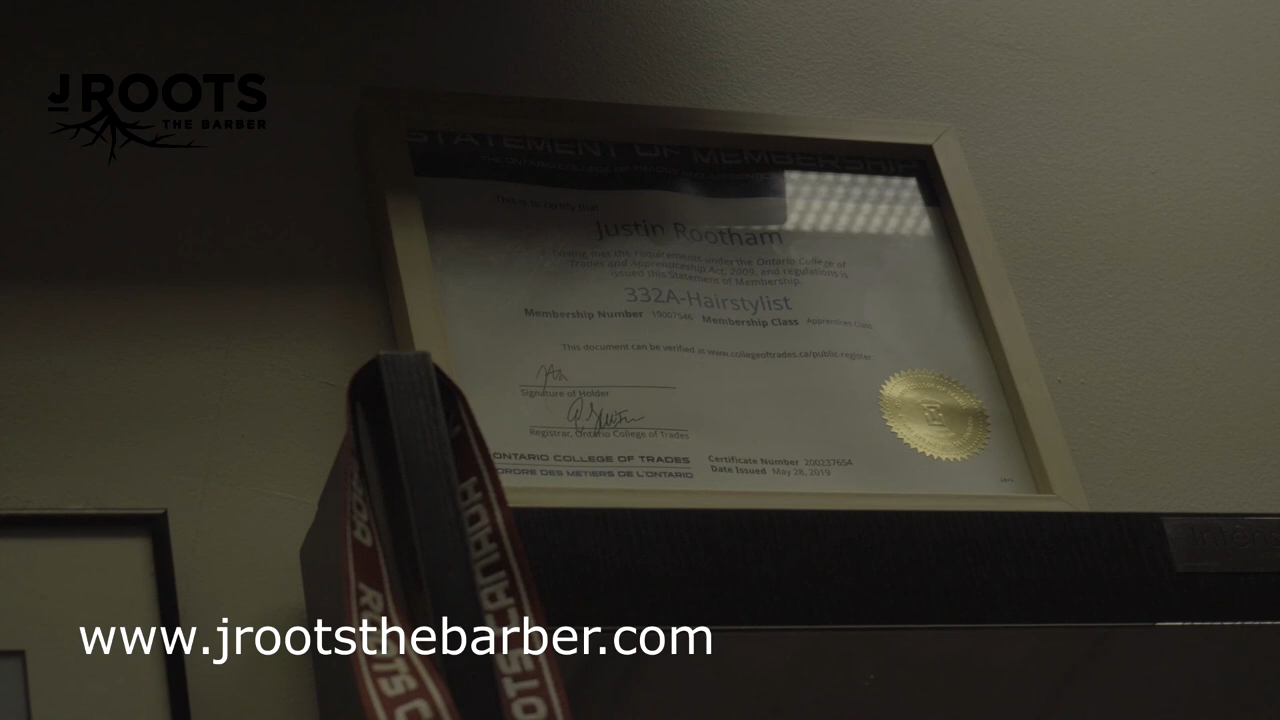 J ROOTS
THE BARBER
STATEMENT OF MEMBERSHIP
This is to certify that
Justin Rootham
having met the requirements under the Ontario College of
Trades and Apprenticeship Act, 2009, and regulations is
issued this Statement of Membership.
332A-Hairstylist
Membership Number 19007546 Membership Class Apprentices Class
This document can be verified at www.collegeoftrades.ca/public-register
Signature of Holder
Registrar, Ontario College of Trades
ONTARIO COLLEGE OF TRADES
ORDRE DES MÉTIERS DE L'ONTARIO
Certificate Number 200237654
Date Issued May 28, 2019
ROOTS CANADA
www.jrootsthebarber.com